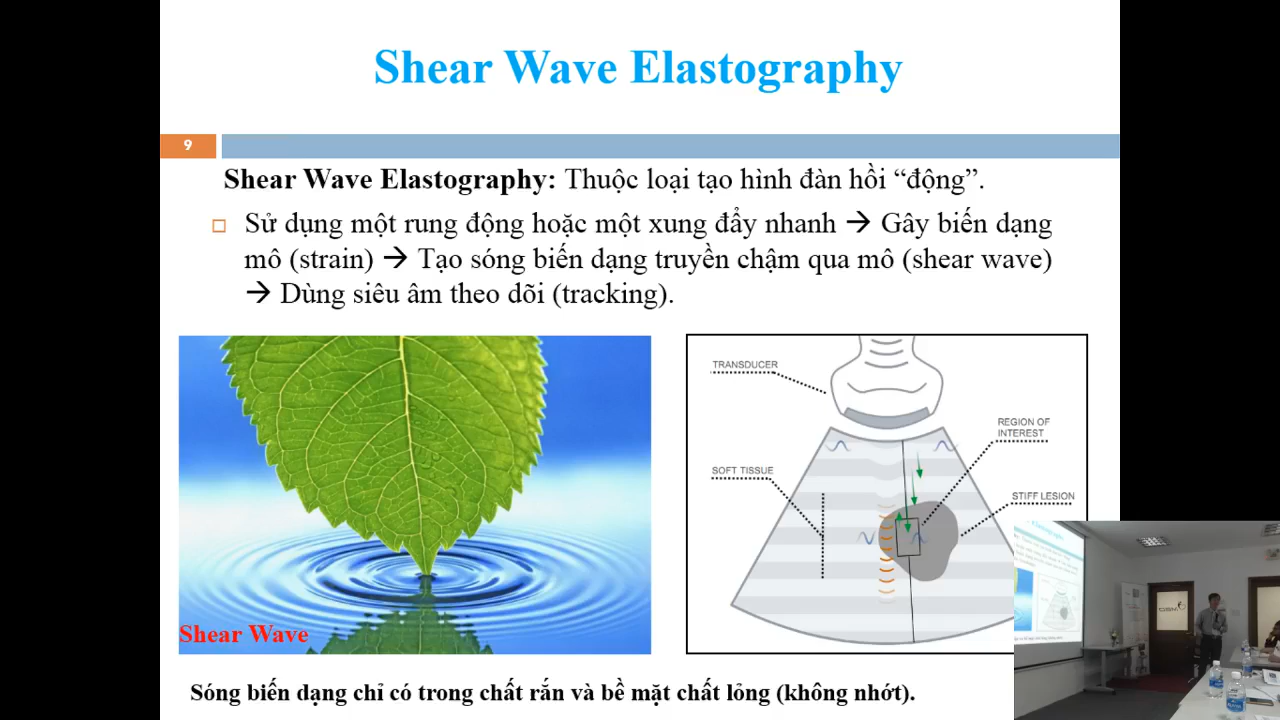 Shear Wave Elastography
9
Shear Wave Elastography: Thuộc loại tạo hình đàn hồi “động”.
Sử dụng một rung động hoặc một xung đẩy nhanh → Gây biến dạng
mô (strain) → Tạo sóng biến dạng truyền chậm qua mô (shear wave)
→ Dùng siêu âm theo dõi (tracking).
TRANSDUCER
REGION OF
INTEREST
SOFT TISSUE
STIFF LESION
Shear Wave
Sóng biến dạng chỉ có trong chất rắn và bề mặt chất lỏng (không nhớt).